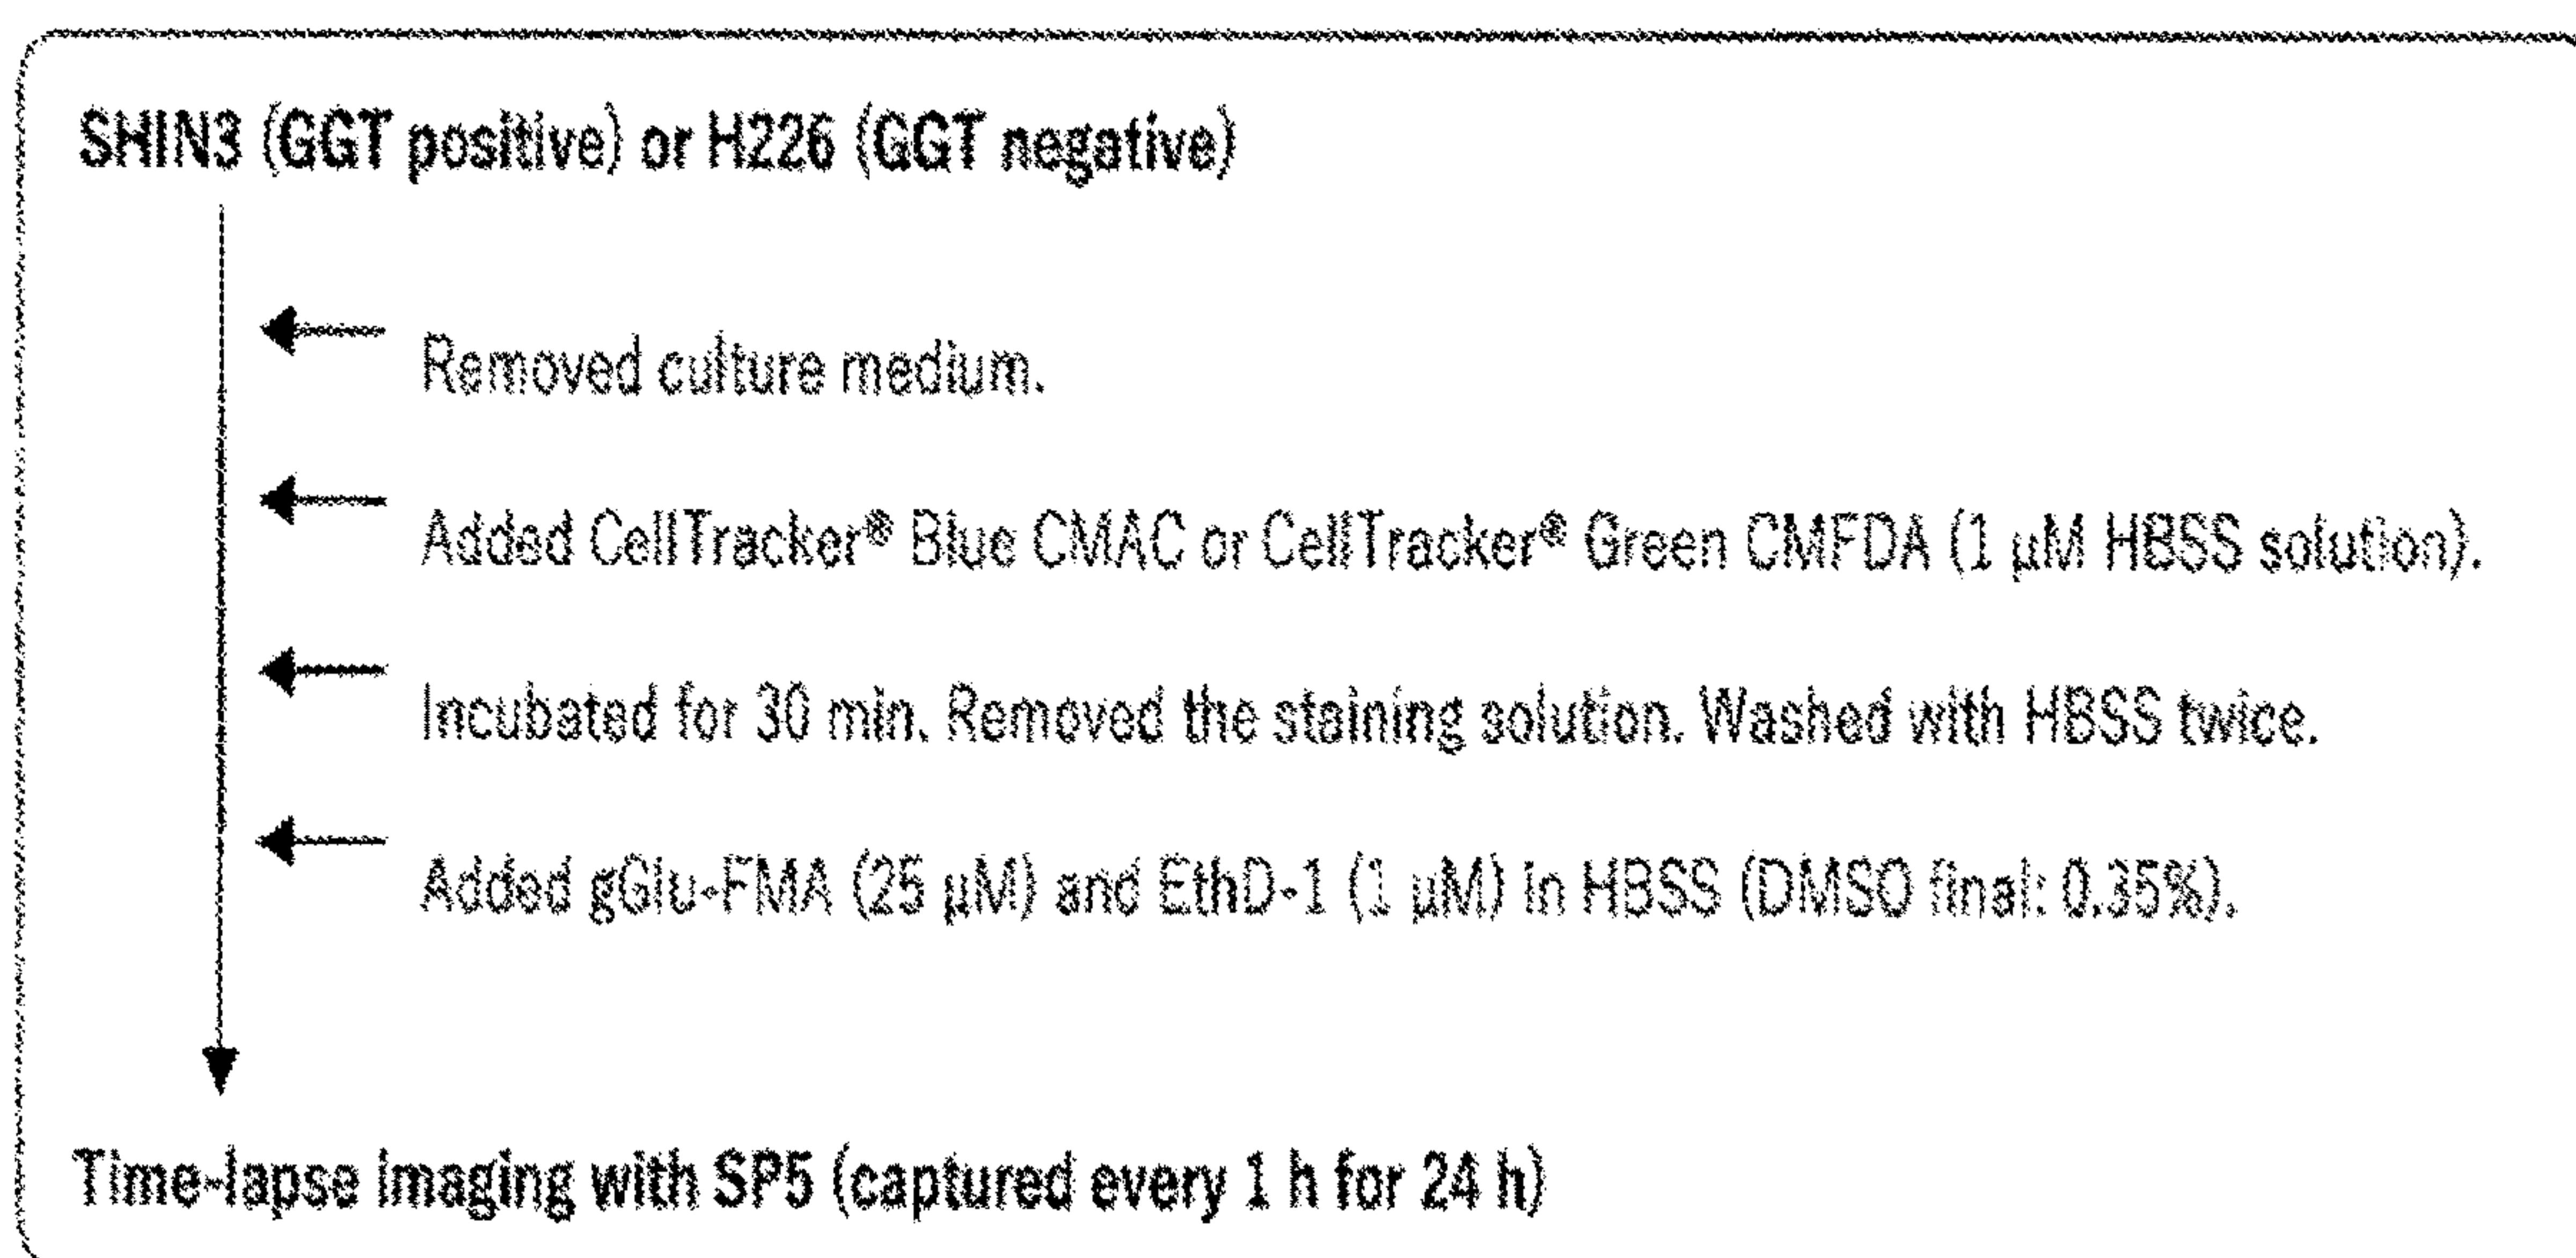 SHIN3 (GGT positive) or H226 (GGT negative)
Removed culture medium.
Added CellTracker® Blue CMAC or CellTracker® Green CMFDA (1 µM HBSS solution).
Incubated for 30 min. Removed the staining solution. Washed with HBSS twice.
Added gGlu-FMA (25 µM) and EthD-1 (1 µM) in HBSS (DMSO final: 0.35%).
Time-lapse imaging with SP5 (captured every 1 h for 24 h)